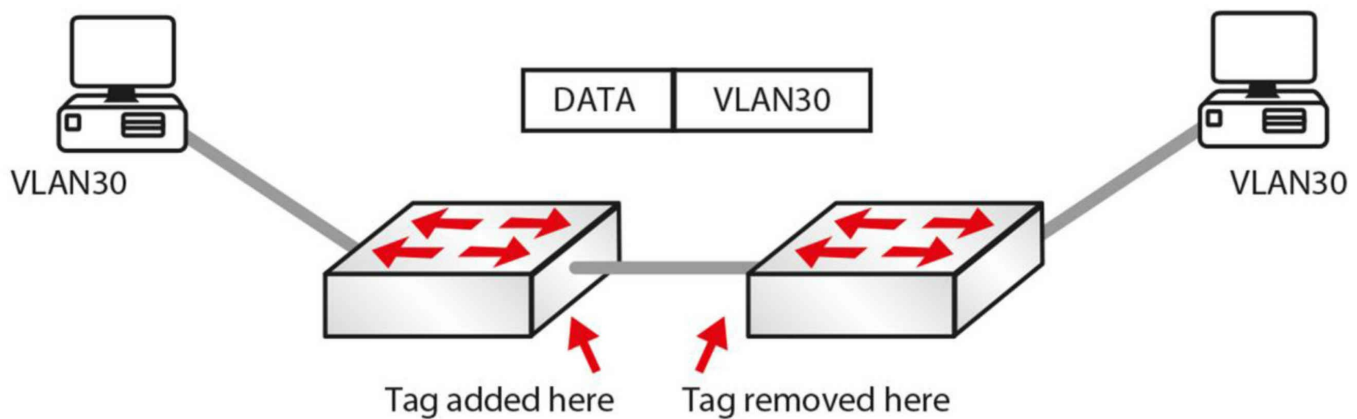 DATA VLAN30
VLAN30
VLAN30
Tag added here
Tag removed here